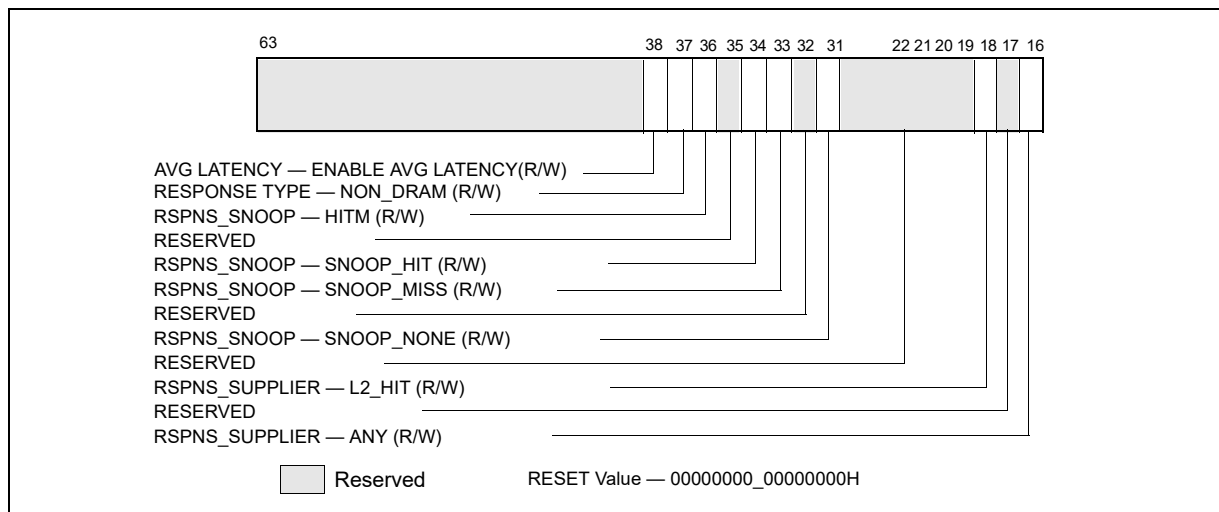 63 38 37 36 35 34 33 32 31 22 21 20 19 18 17 16
AVG LATENCY — ENABLE AVG LATENCY(R/W)
RESPONSE TYPE — NON_DRAM (R/W)
RSPNS_SNOOP — HITM (R/W)
RESERVED
RSPNS_SNOOP — SNOOP_HIT (R/W)
RSPNS_SNOOP — SNOOP_MISS (R/W)
RESERVED
RSPNS_SNOOP — SNOOP_NONE (R/W)
RESERVED
RSPNS_SUPPLIER — L2_HIT (R/W)
RESERVED
RSPNS_SUPPLIER — ANY (R/W)
Reserved RESET Value — 00000000_00000000H